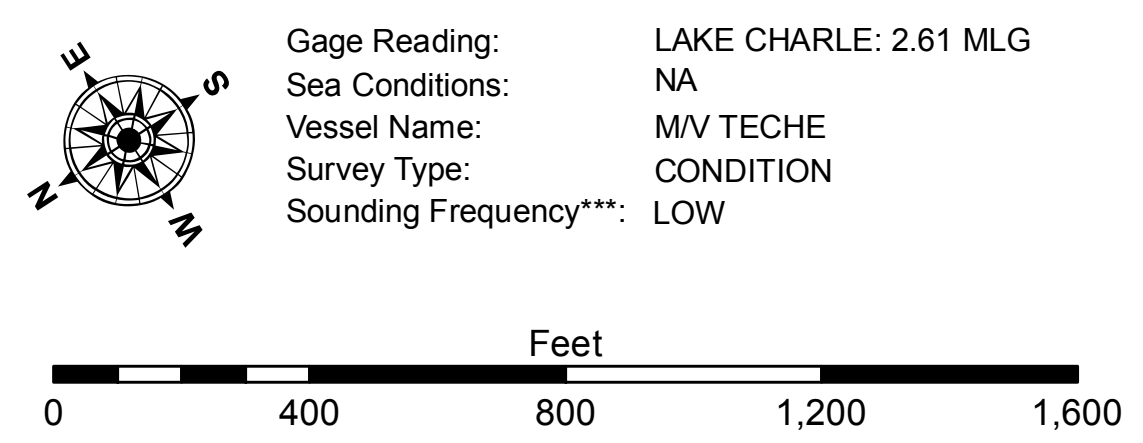 E
S
N
W
Gage Reading: LAKE CHARLE: 2.61 MLG
Sea Conditions: NA
Vessel Name: M/V TECHE
Survey Type: CONDITION
Sounding Frequency***: LOW
Feet
0 400 800 1,200 1,600